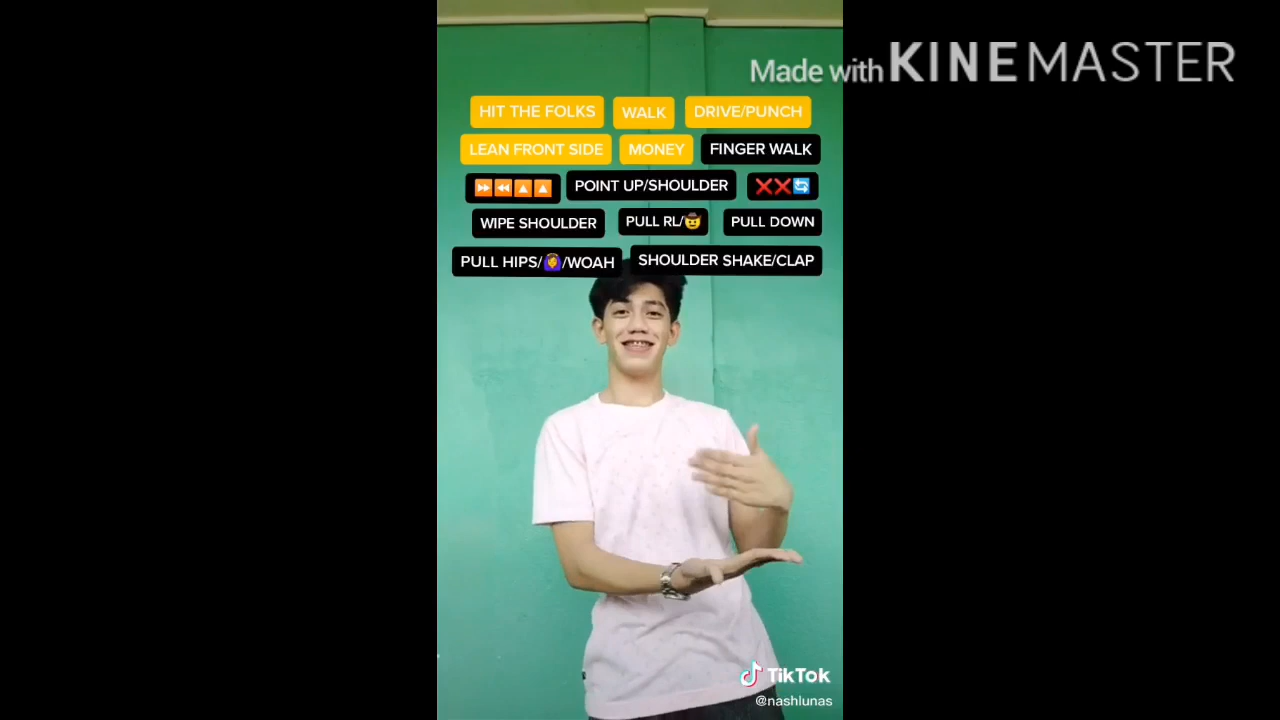 Made with KINEMASTER
HIT THE FOLKS WALK DRIVE/PUNCH
LEAN FRONT SIDE MONEY FINGER WALK
⏩⏪🔼🔼 POINT UP/SHOULDER ❌❌🔄
WIPE SHOULDER PULL RL/🤠 PULL DOWN
PULL HIPS/🙆‍♀️/WOAH SHOULDER SHAKE/CLAP
TikTok
@nashlunas